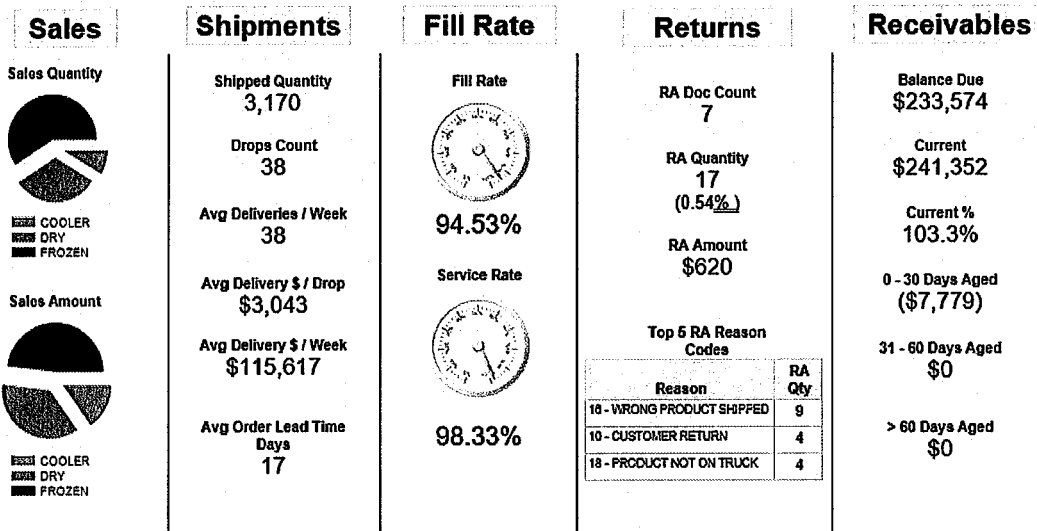 Sales
Sales Quantity
COOLER
DRY
FROZEN
Sales Amount
COOLER
DRY
FROZEN
Shipments
Shipped Quantity
3,170
Drops Count
38
Avg Deliveries / Week
38
Avg Delivery $ / Drop
$3,043
Avg Delivery $ / Week
$115,617
Avg Order Lead Time
Days
17
Fill Rate
Fill Rate
94.53%
Service Rate
98.33%
Returns
RA Doc Count
7
RA Quantity
17
(0.54% )
RA Amount
$620
Top 5 RA Reason
Codes
Reason
RA
Qty
16 - WRONG PRODUCT SHIPPED
9
10 - CUSTOMER RETURN
4
18 - PRODUCT NOT ON TRUCK
4
Receivables
Balance Due
$233,574
Current
$241,352
Current %
103.3%
0 - 30 Days Aged
($7,779)
31 - 60 Days Aged
$0
> 60 Days Aged
$0